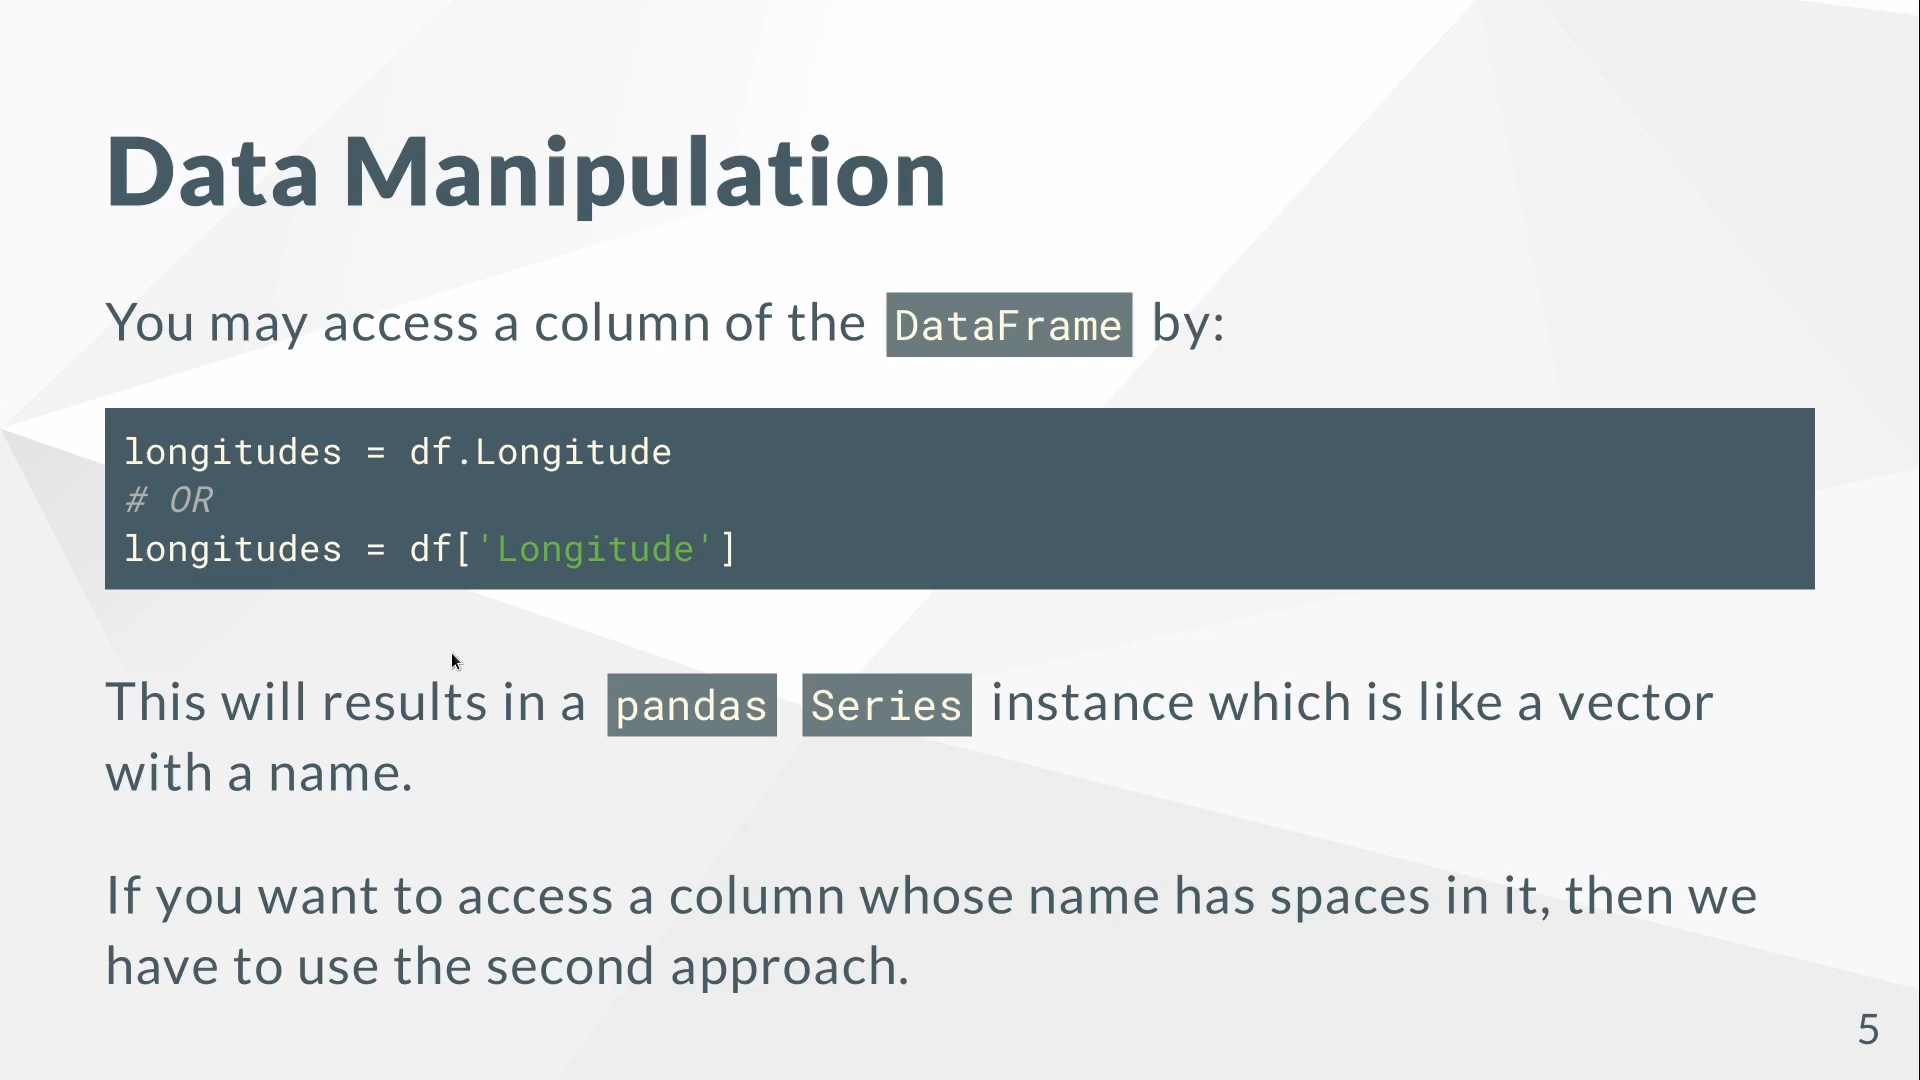 Data Manipulation
You may access a column of the DataFrame by:
longitudes = df.Longitude
# OR
longitudes = df['Longitude']
This will results in a pandas Series instance which is like a vector
with a name.
If you want to access a column whose name has spaces in it, then we
have to use the second approach.
5